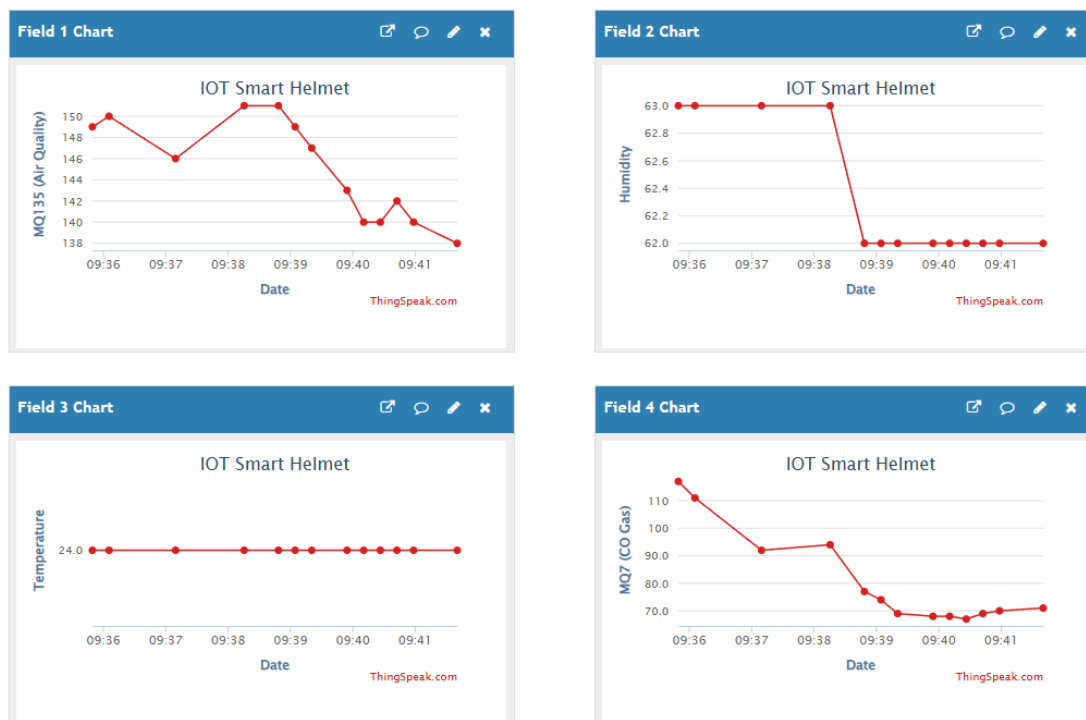 Field 1 Chart
IOT Smart Helmet
MQ135 (Air Quality)
150
148
146
144
142
140
138
09:36 09:37 09:38 09:39 09:40 09:41
Date
ThingSpeak.com
Field 2 Chart
IOT Smart Helmet
Humidity
63.0
62.8
62.6
62.4
62.2
62.0
09:36 09:37 09:38 09:39 09:40 09:41
Date
ThingSpeak.com
Field 3 Chart
IOT Smart Helmet
Temperature
24.0
09:36 09:37 09:38 09:39 09:40 09:41
Date
ThingSpeak.com
Field 4 Chart
IOT Smart Helmet
MQ7 (CO Gas)
110
100
90.0
80.0
70.0
09:36 09:37 09:38 09:39 09:40 09:41
Date
ThingSpeak.com